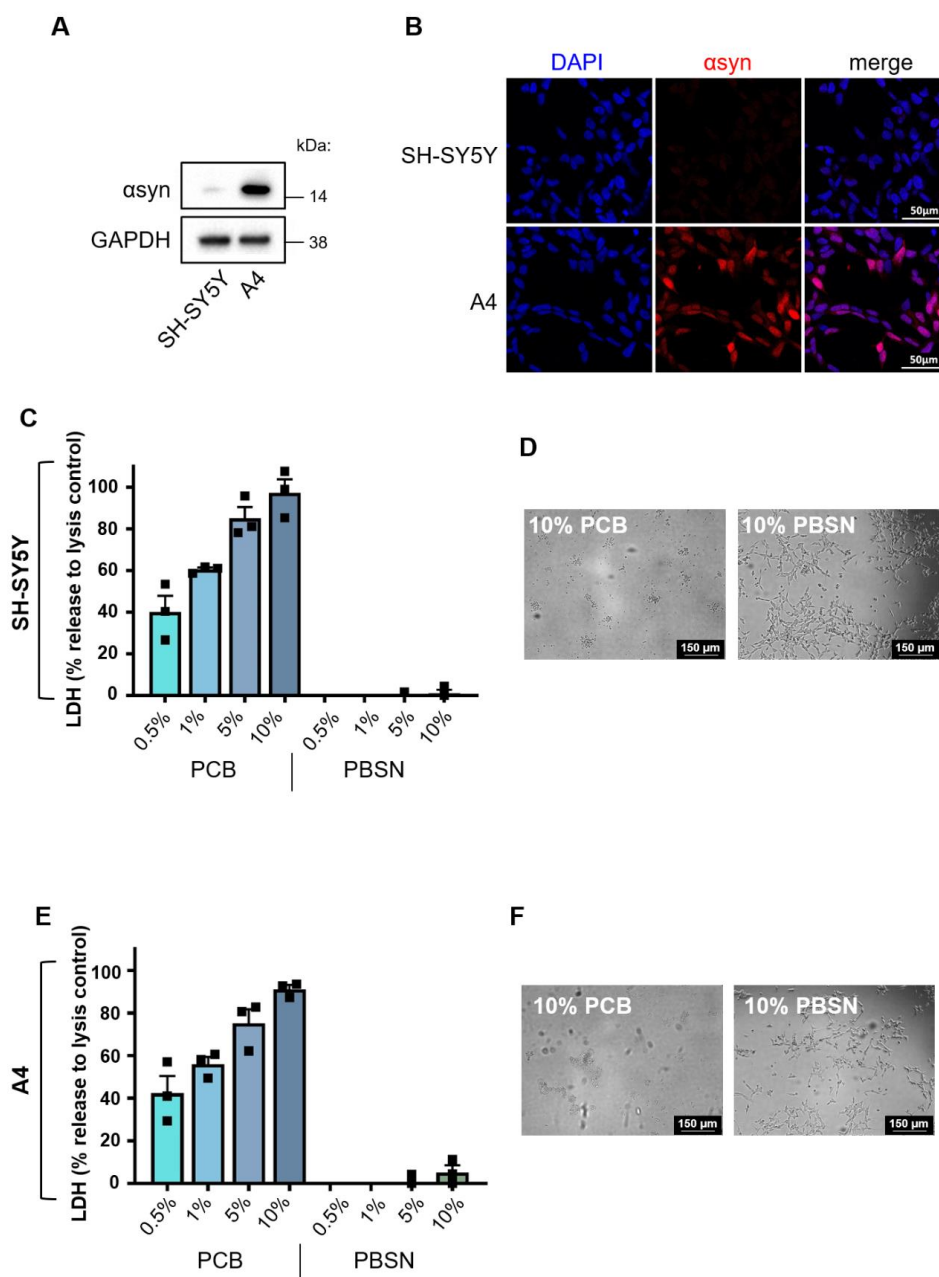 A
kDa:
αsyn
14
GAPDH
38
SH-SY5Y
A4
B
DAPI
αsyn
merge
SH-SY5Y
50μm
A4
50μm
C
SH-SY5Y
LDH (% release to lysis control)
100
80
60
40
20
0
0.5%
1%
5%
10%
0.5%
1%
5%
10%
PCB
PBSN
D
10% PCB
150 μm
10% PBSN
150 μm
E
A4
LDH (% release to lysis control)
100
80
60
40
20
0
0.5%
1%
5%
10%
0.5%
1%
5%
10%
PCB
PBSN
F
10% PCB
150 μm
10% PBSN
150 μm